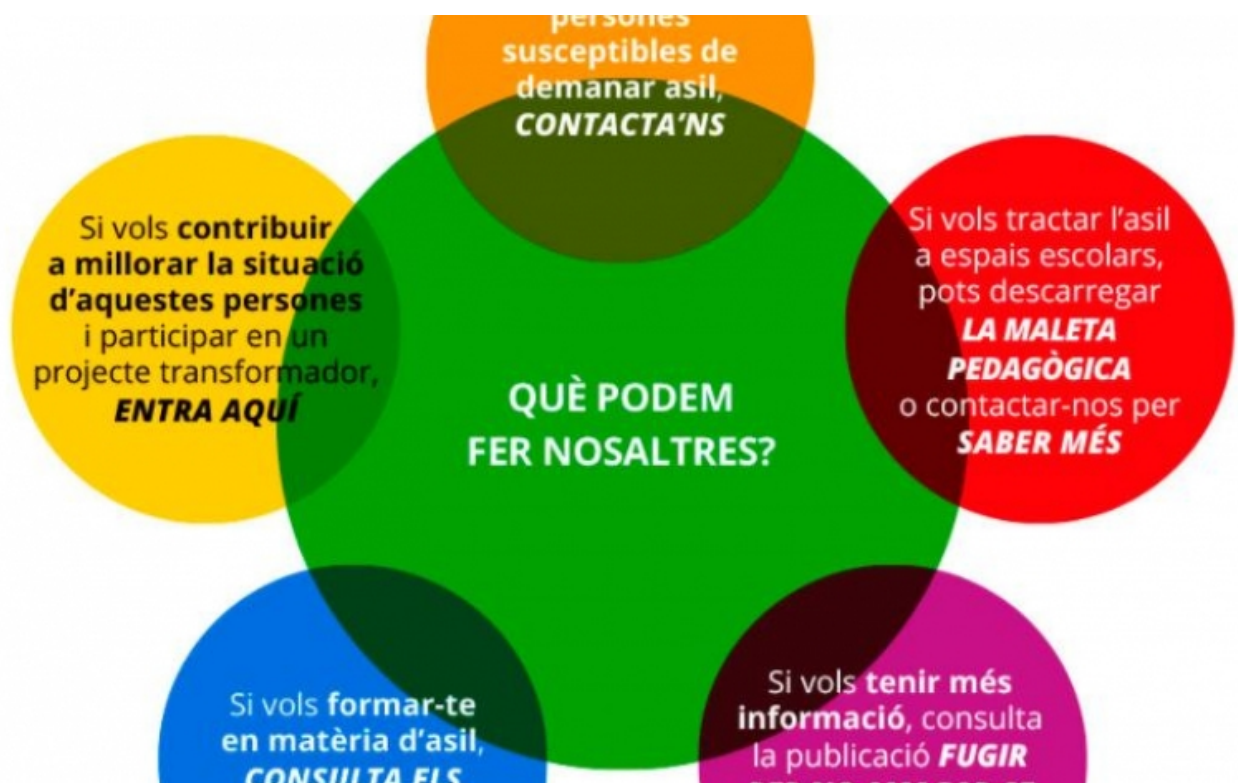 persones
susceptibles de
demanar asil,
CONTACTA'NS
Si vols contribuir
a millorar la situació
d'aquestes persones
i participar en un
projecte transformador,
ENTRA AQUÍ
Si vols tractar l'asil
a espais escolars,
pots descarregar
LA MALETA
PEDAGÒGICA
o contactar-nos per
SABER MÉS
QUÈ PODEM
FER NOSALTRES?
Si vols formar-te
en matèria d'asil,
CONSULTA ELS
Si vols tenir més
informació, consulta
la publicació FUGIR